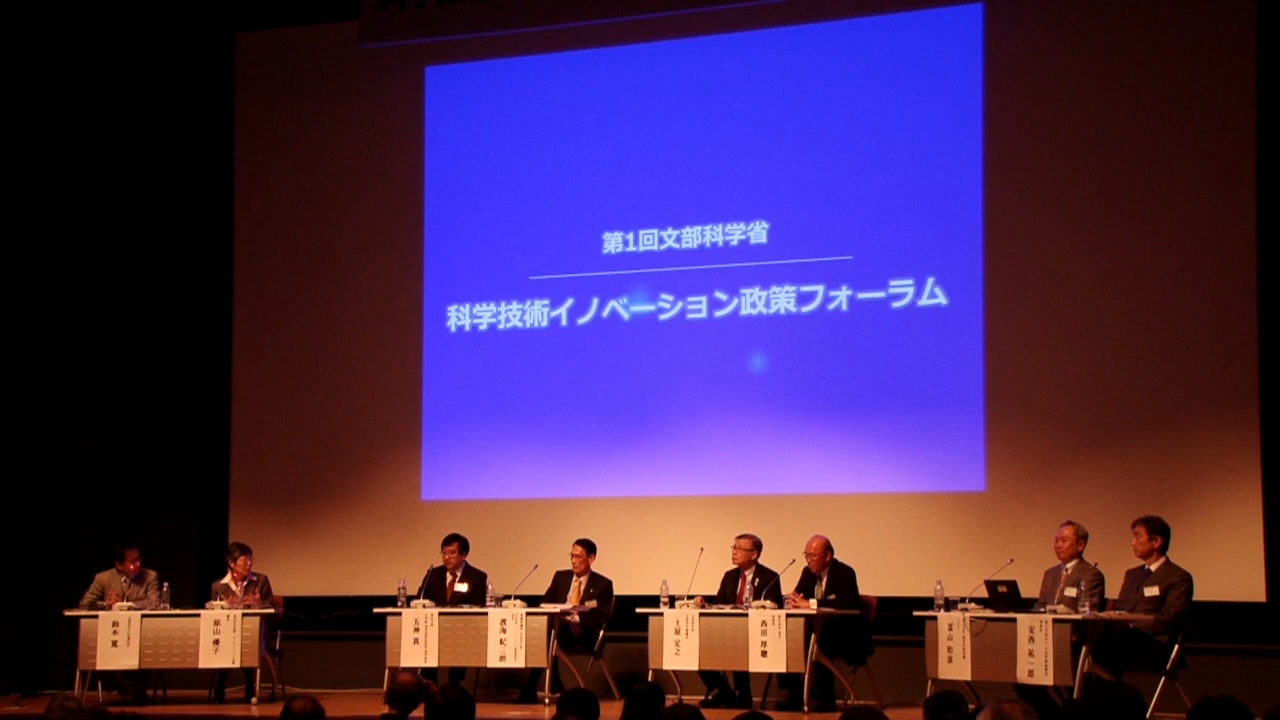 第1回文部科学省
科学技術イノベーション政策フォーラム
鈴木 寛
原山 優子
五神 真
渡海 紀三朗
土屋 定之
西田 厚聰
冨山 和彦
安西 祐一郎